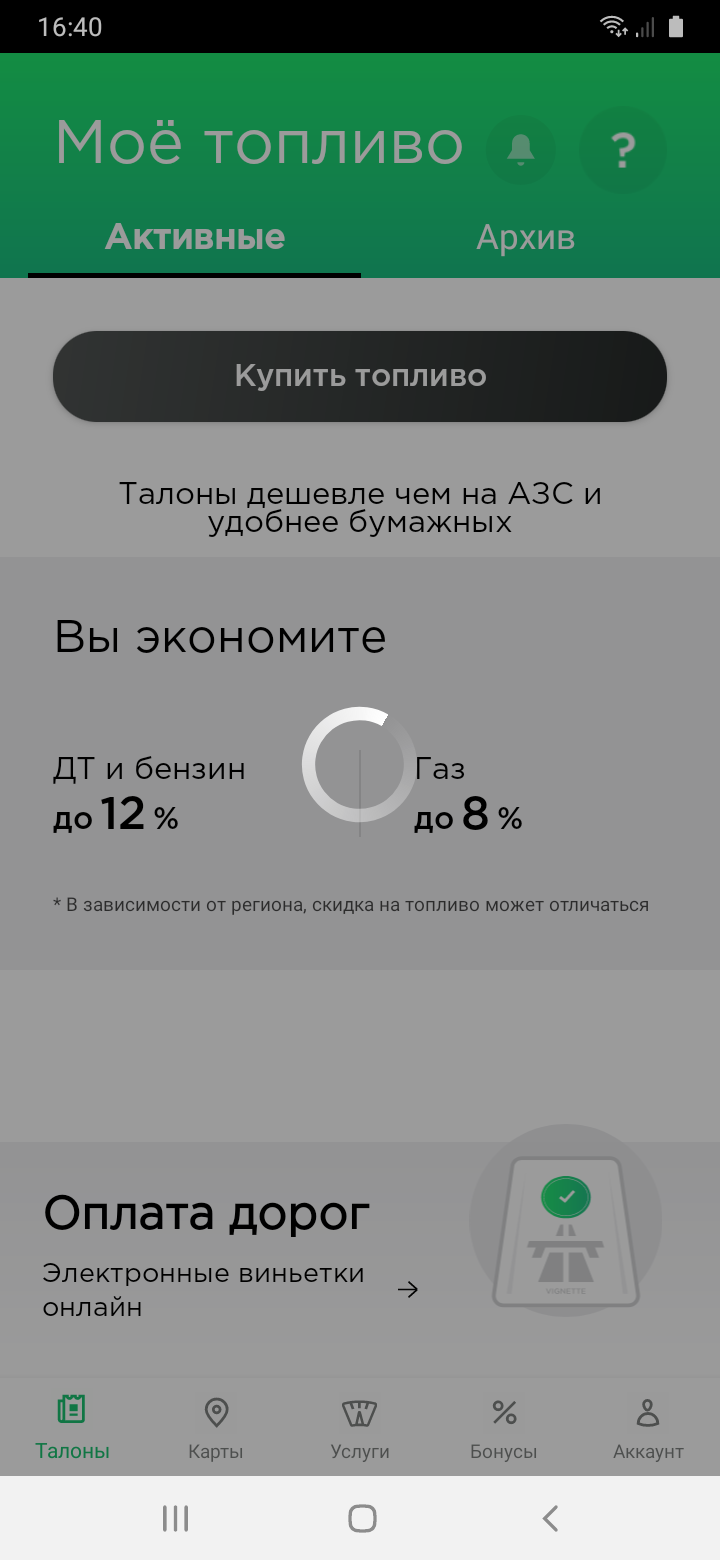 16:40
Моё топливо
?
Активные
Архив
Купить топливо
Талоны дешевле чем на АЗС и
удобнее бумажных
Вы экономите
ДТ и бензин
до 12 %
Газ
до 8 %
* В зависимости от региона, скидка на топливо может отличаться
Оплата дорог
Электронные виньетки
онлайн
VIGNETTE
Талоны
Карты
Услуги
Бонусы
Аккаунт